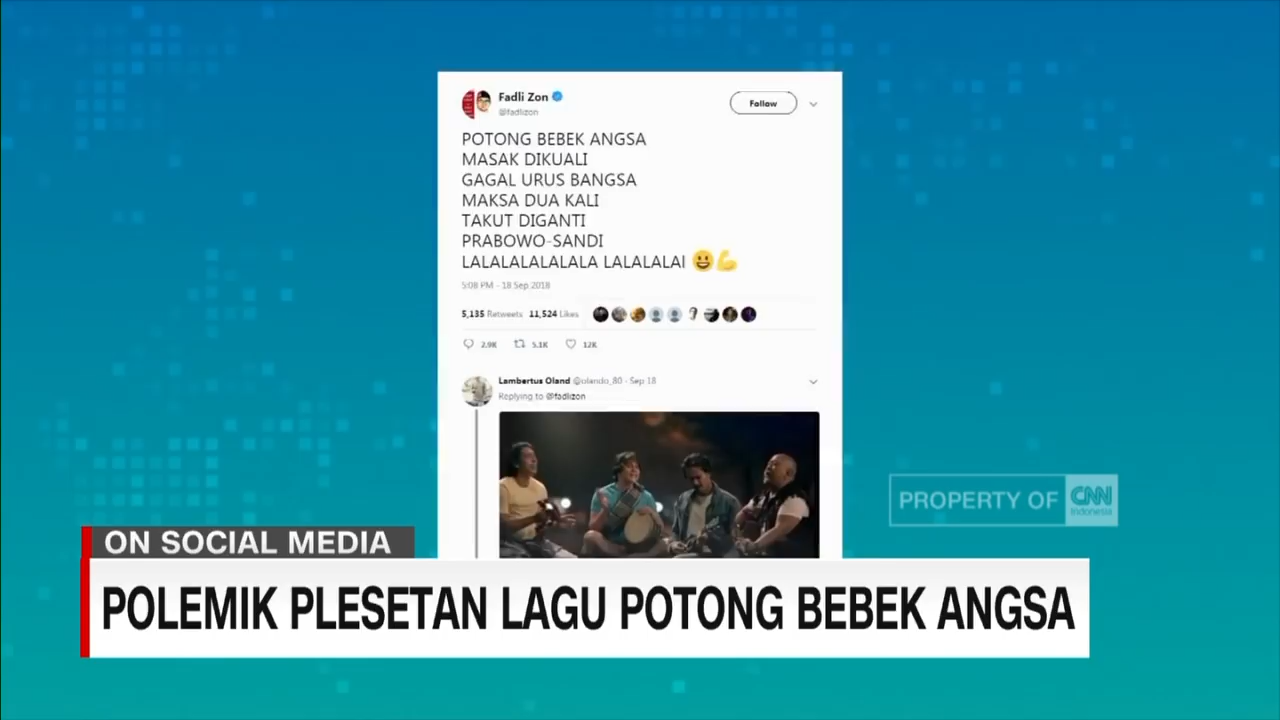 Fadli Zon
@fadlizon
Follow
POTONG BEBEK ANGSA
MASAK DIKUALI
GAGAL URUS BANGSA
MAKSA DUA KALI
TAKUT DIGANTI
PRABOWO-SANDI
LALALALALALALA LALALALAI 😀💪
5:08 PM - 18 Sep 2018
5,135 Retweets 11,524 Likes
2.9K 5.1K 12K
Lambertus Oland @olando_80 - Sep 18
Replying to @fadlizon
PROPERTY OF CNN Indonesia
ON SOCIAL MEDIA
POLEMIK PLESETAN LAGU POTONG BEBEK ANGSA